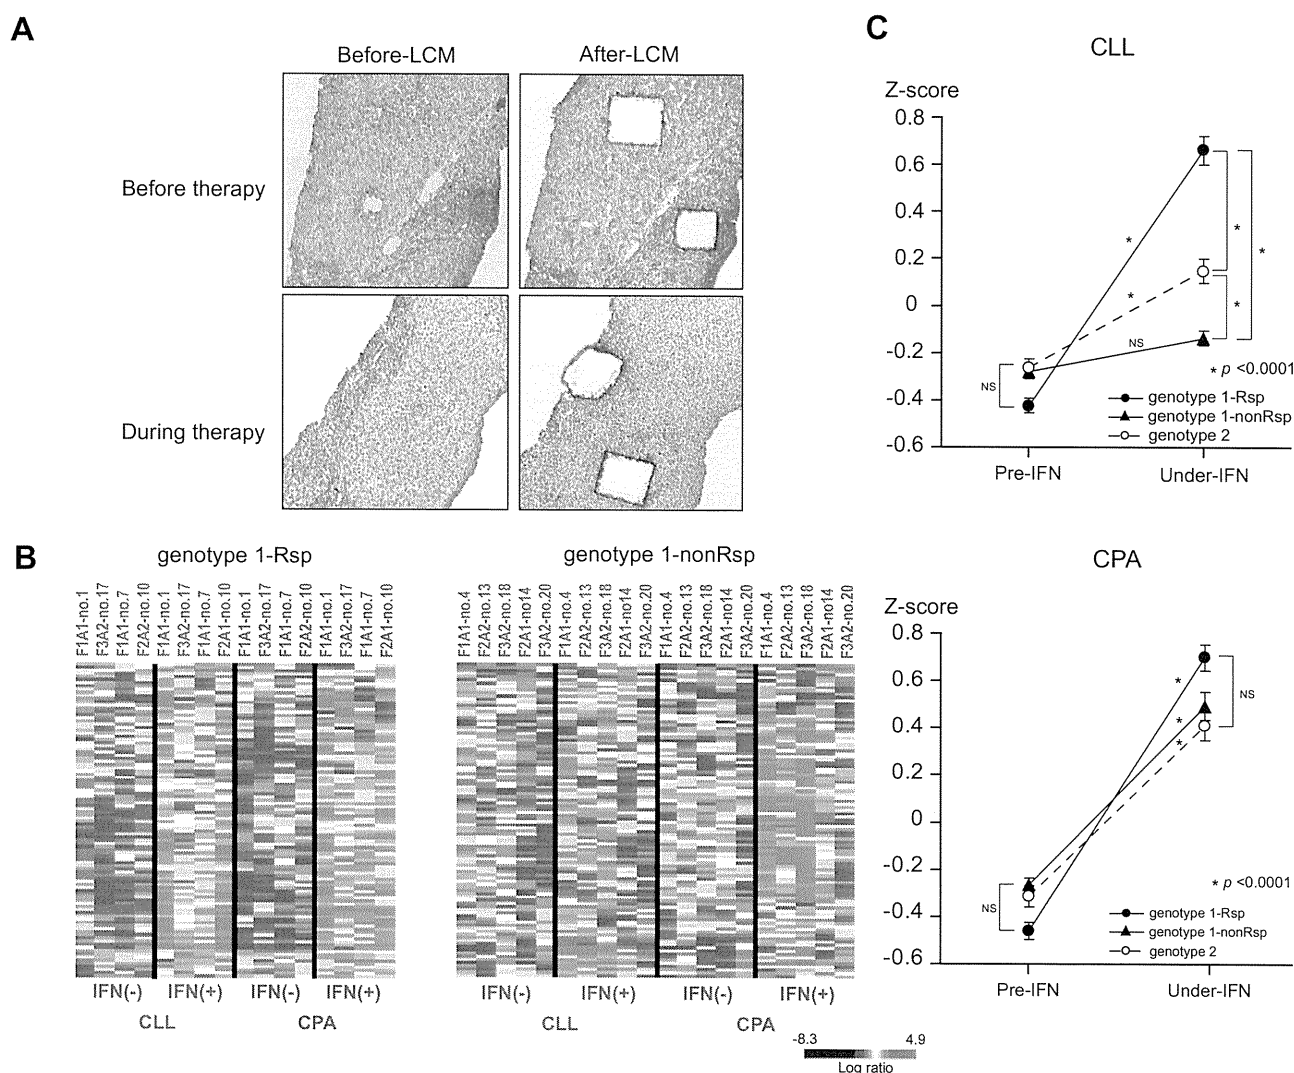 A
Before-LCM After-LCM
Before therapy
During therapy
B
genotype 1-Rsp
F1A1-no.1 F3A2-no.17 F1A1-no.7 F2A2-no.10 F1A1-no.1 F3A2-no.17 F1A1-no.7 F2A1-no.10 F1A1-no.1 F3A2-no.17 F1A1-no.7 F2A2-no.10 F1A1-no.1 F3A2-no.17 F1A1-no.7 F2A1-no.10
IFN(-) IFN(+) IFN(-) IFN(+)
CLL CPA
genotype 1-nonRsp
F1A1-no.4 F2A2-no.13 F3A2-no.18 F2A1-no14 F3A2-no.20 F1A1-no.4 F2A2-no.13 F3A2-no.18 F2A1-no14 F3A2-no.20 F1A1-no.4 F2A2-no.13 F3A2-no.18 F2A1-no14 F3A2-no.20 F1A1-no.4 F2A2-no.13 F3A2-no.18 F2A1-no14 F3A2-no.20
IFN(-) IFN(+) IFN(-) IFN(+)
CLL CPA
-8.3 4.9
Log ratio
C
CLL
Z-score
0.8
0.6
0.4
0.2
0
-0.2
-0.4
-0.6
*
*
NS
NS
*
*
*
* p <0.0001
genotype 1-Rsp
genotype 1-nonRsp
genotype 2
Pre-IFN Under-IFN
CPA
Z-score
0.8
0.6
0.4
0.2
0
-0.2
-0.4
-0.6
*
*
*
NS
NS
* p <0.0001
genotype 1-Rsp
genotype 1-nonRsp
genotype 2
Pre-IFN Under-IFN